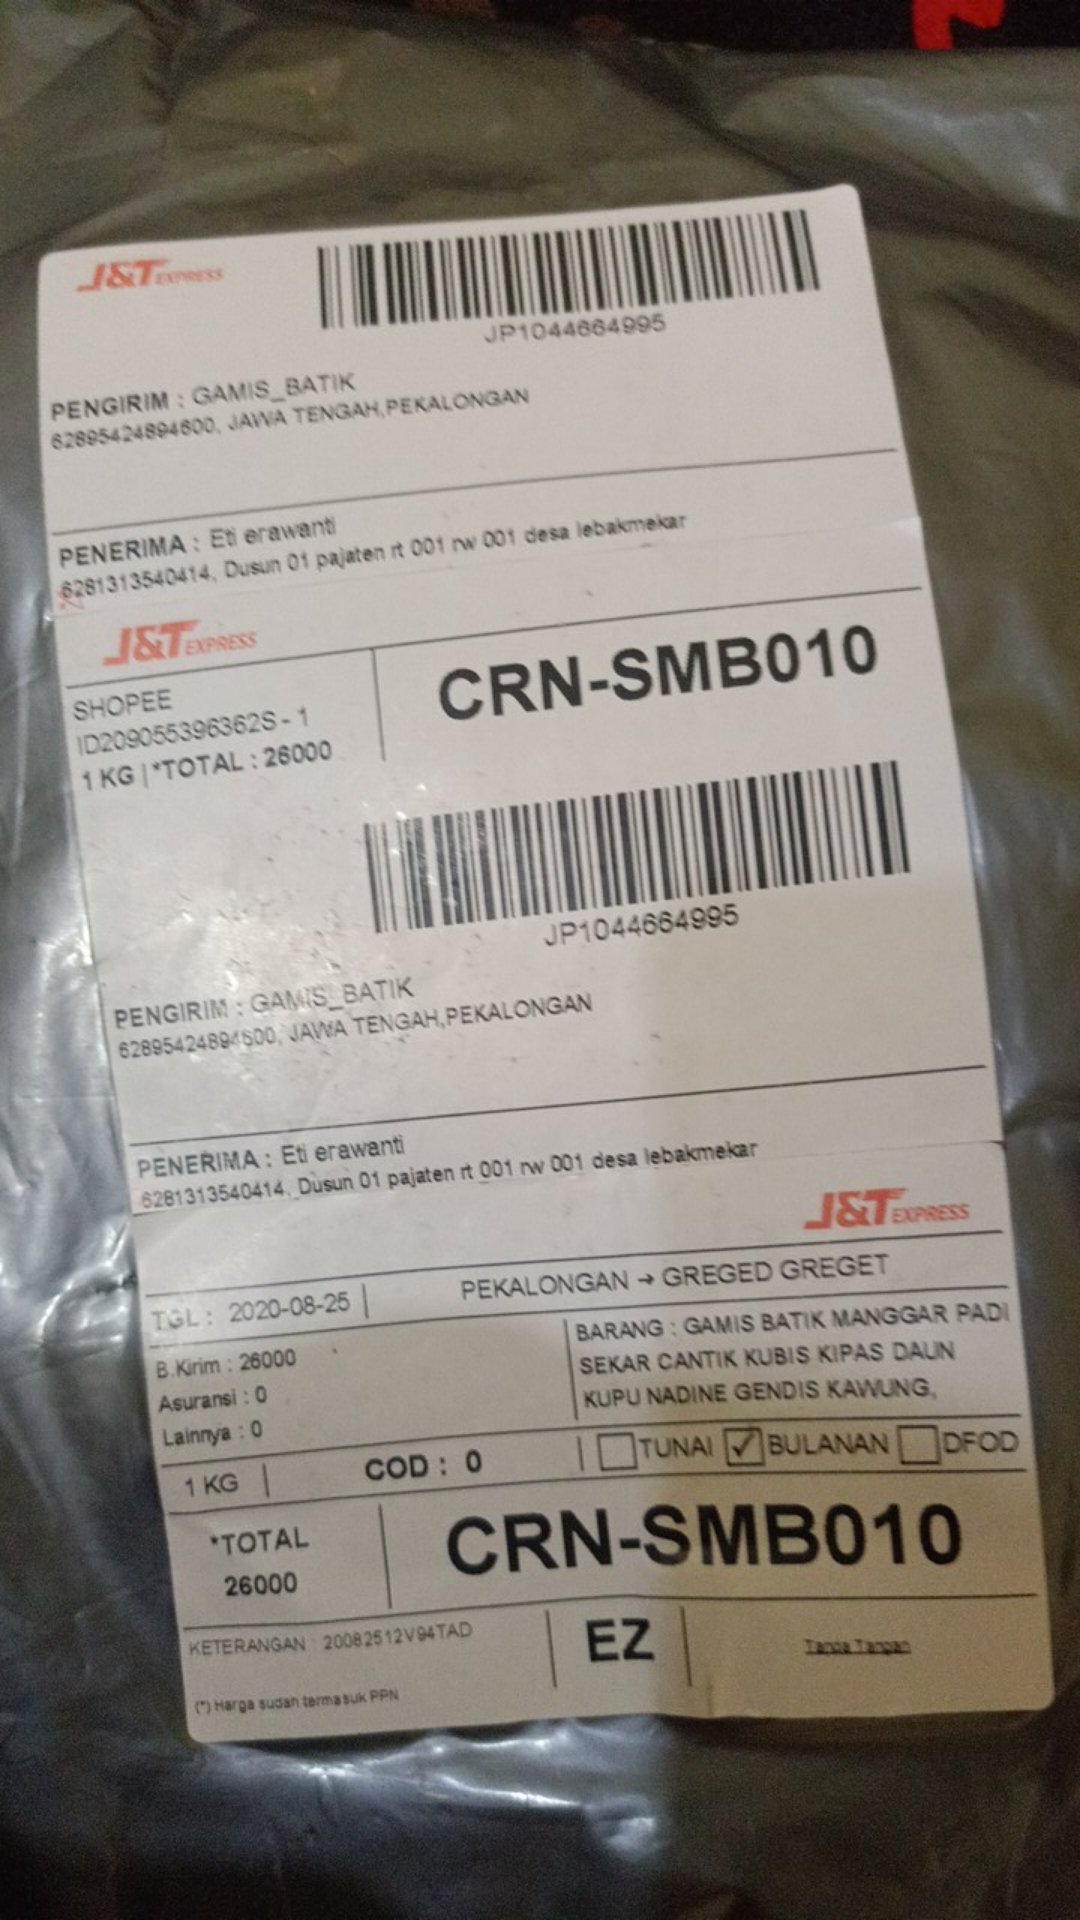 J&T EXPRESS
JP1044664995
PENGIRIM : GAMIS_BATIK
62895424894600, JAWA TENGAH,PEKALONGAN
PENERIMA : Eti erawanti
6281313540414, Dusun 01 pajaten rt 001 rw 001 desa lebakmekar
J&T EXPRESS
SHOPEE
ID209055396362S - 1
1 KG | *TOTAL : 26000
CRN-SMB010
JP1044664995
PENGIRIM : GAMIS_BATIK
62895424894600, JAWA TENGAH,PEKALONGAN
PENERIMA : Eti erawanti
6281313540414, Dusun 01 pajaten rt 001 rw 001 desa lebakmekar
J&T EXPRESS
TGL : 2020-08-25
PEKALONGAN → GREGED GREGET
B.Kirim : 26000
Asuransi : 0
Lainnya : 0
BARANG : GAMIS BATIK MANGGAR PADI
SEKAR CANTIK KUBIS KIPAS DAUN
KUPU NADINE GENDIS KAWUNG,
1 KG
COD : 0
TUNAI ✓ BULANAN DFOD
*TOTAL
26000
CRN-SMB010
KETERANGAN : 20082512V94TAD
EZ
Tanda Tangan
(*) Harga sudah termasuk PPN